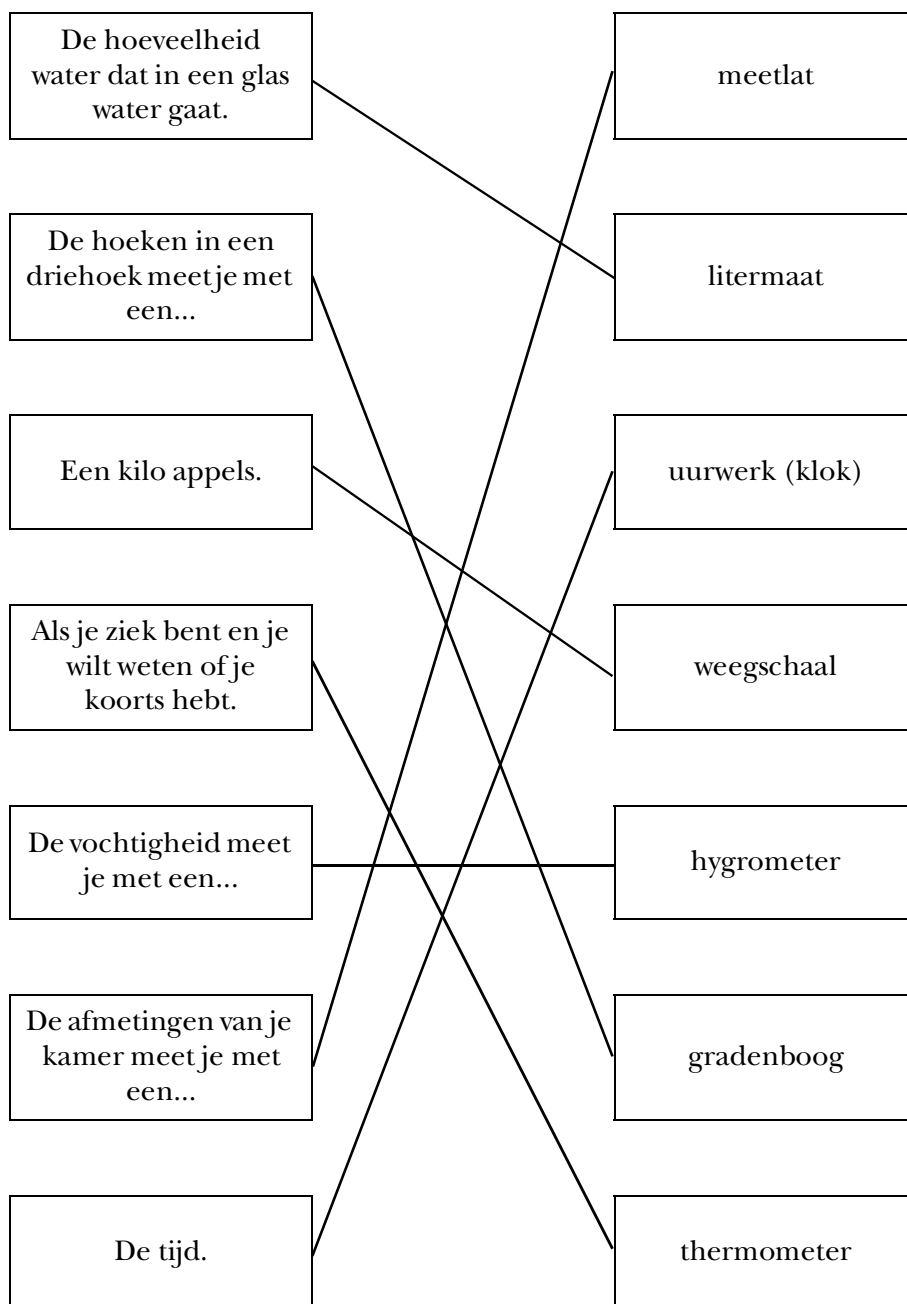 De hoeveelheid
water dat in een glas
water gaat.
meetlat
De hoeken in een
driehoek meet je met
een...
litermaat
Een kilo appels.
uurwerk (klok)
Als je ziek bent en je
wilt weten of je
koorts hebt.
weegschaal
De vochtigheid meet
je met een...
hygrometer
De afmetingen van je
kamer meet je met
een...
gradenboog
De tijd.
thermometer